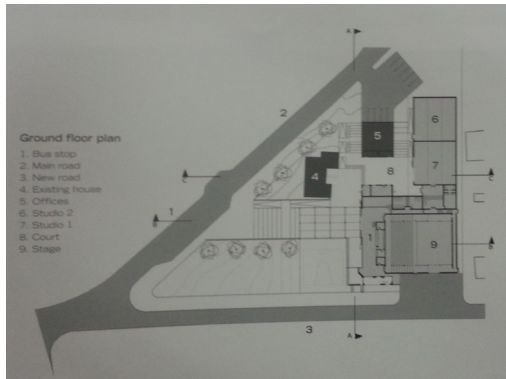 Ground floor plan
1. Bus stop
2. Main road
3. New road
4. Existing house
5. Offices
6. Studio 2
7. Studio 1
8. Court
9. Stage
A
2
6
5
7
4
8
C
C
1
B
1
9
B
3
A